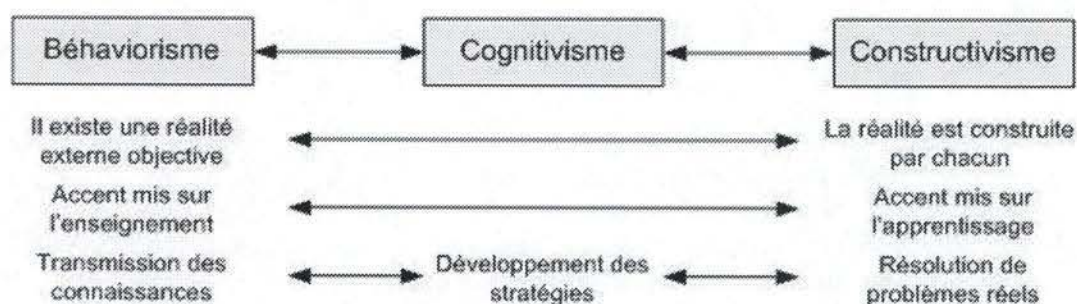 Béhaviorisme
Cognitivisme
Constructivisme
Il existe une réalité
externe objective
La réalité est construite
par chacun
Accent mis sur
l'enseignement
Accent mis sur
l'apprentissage
Transmission des
connaissances
Développement des
stratégies
Résolution de
problèmes réels